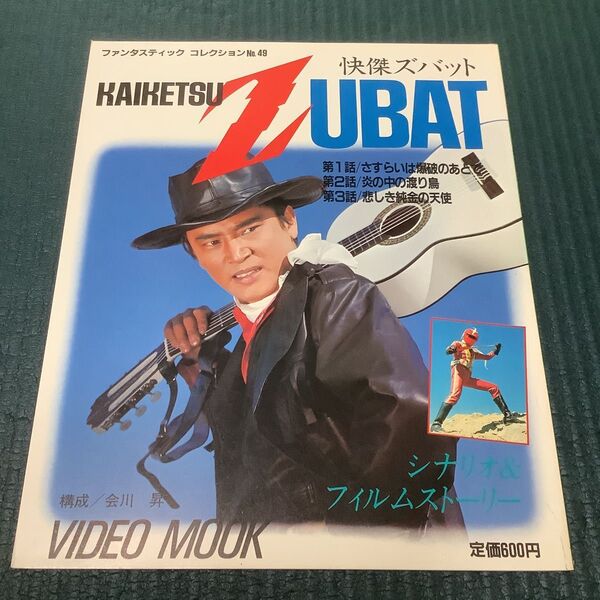 ファンタスティック コレクションNo.49
快傑ズバット
KAIKETSU ZUBAT
第1話/さすらいは爆破のあとで
第2話/炎の中の渡り鳥
第3話/悲しき純金の天使
シナリオ&
フィルムストーリー
構成/会川 昇
VIDEO MOOK
定価600円